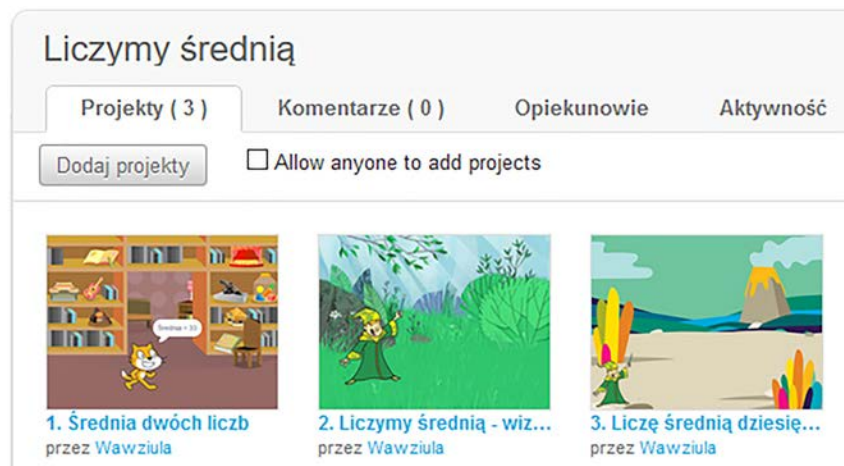 Liczymy średnią
Projekty ( 3 ) Komentarze ( 0 ) Opiekunowie Aktywność
Dodaj projekty Allow anyone to add projects
Średnia = 33
1. Średnia dwóch liczb 2. Liczymy średnią - wiz... 3. Liczę średnią dziesię...
przez Wawziula przez Wawziula przez Wawziula